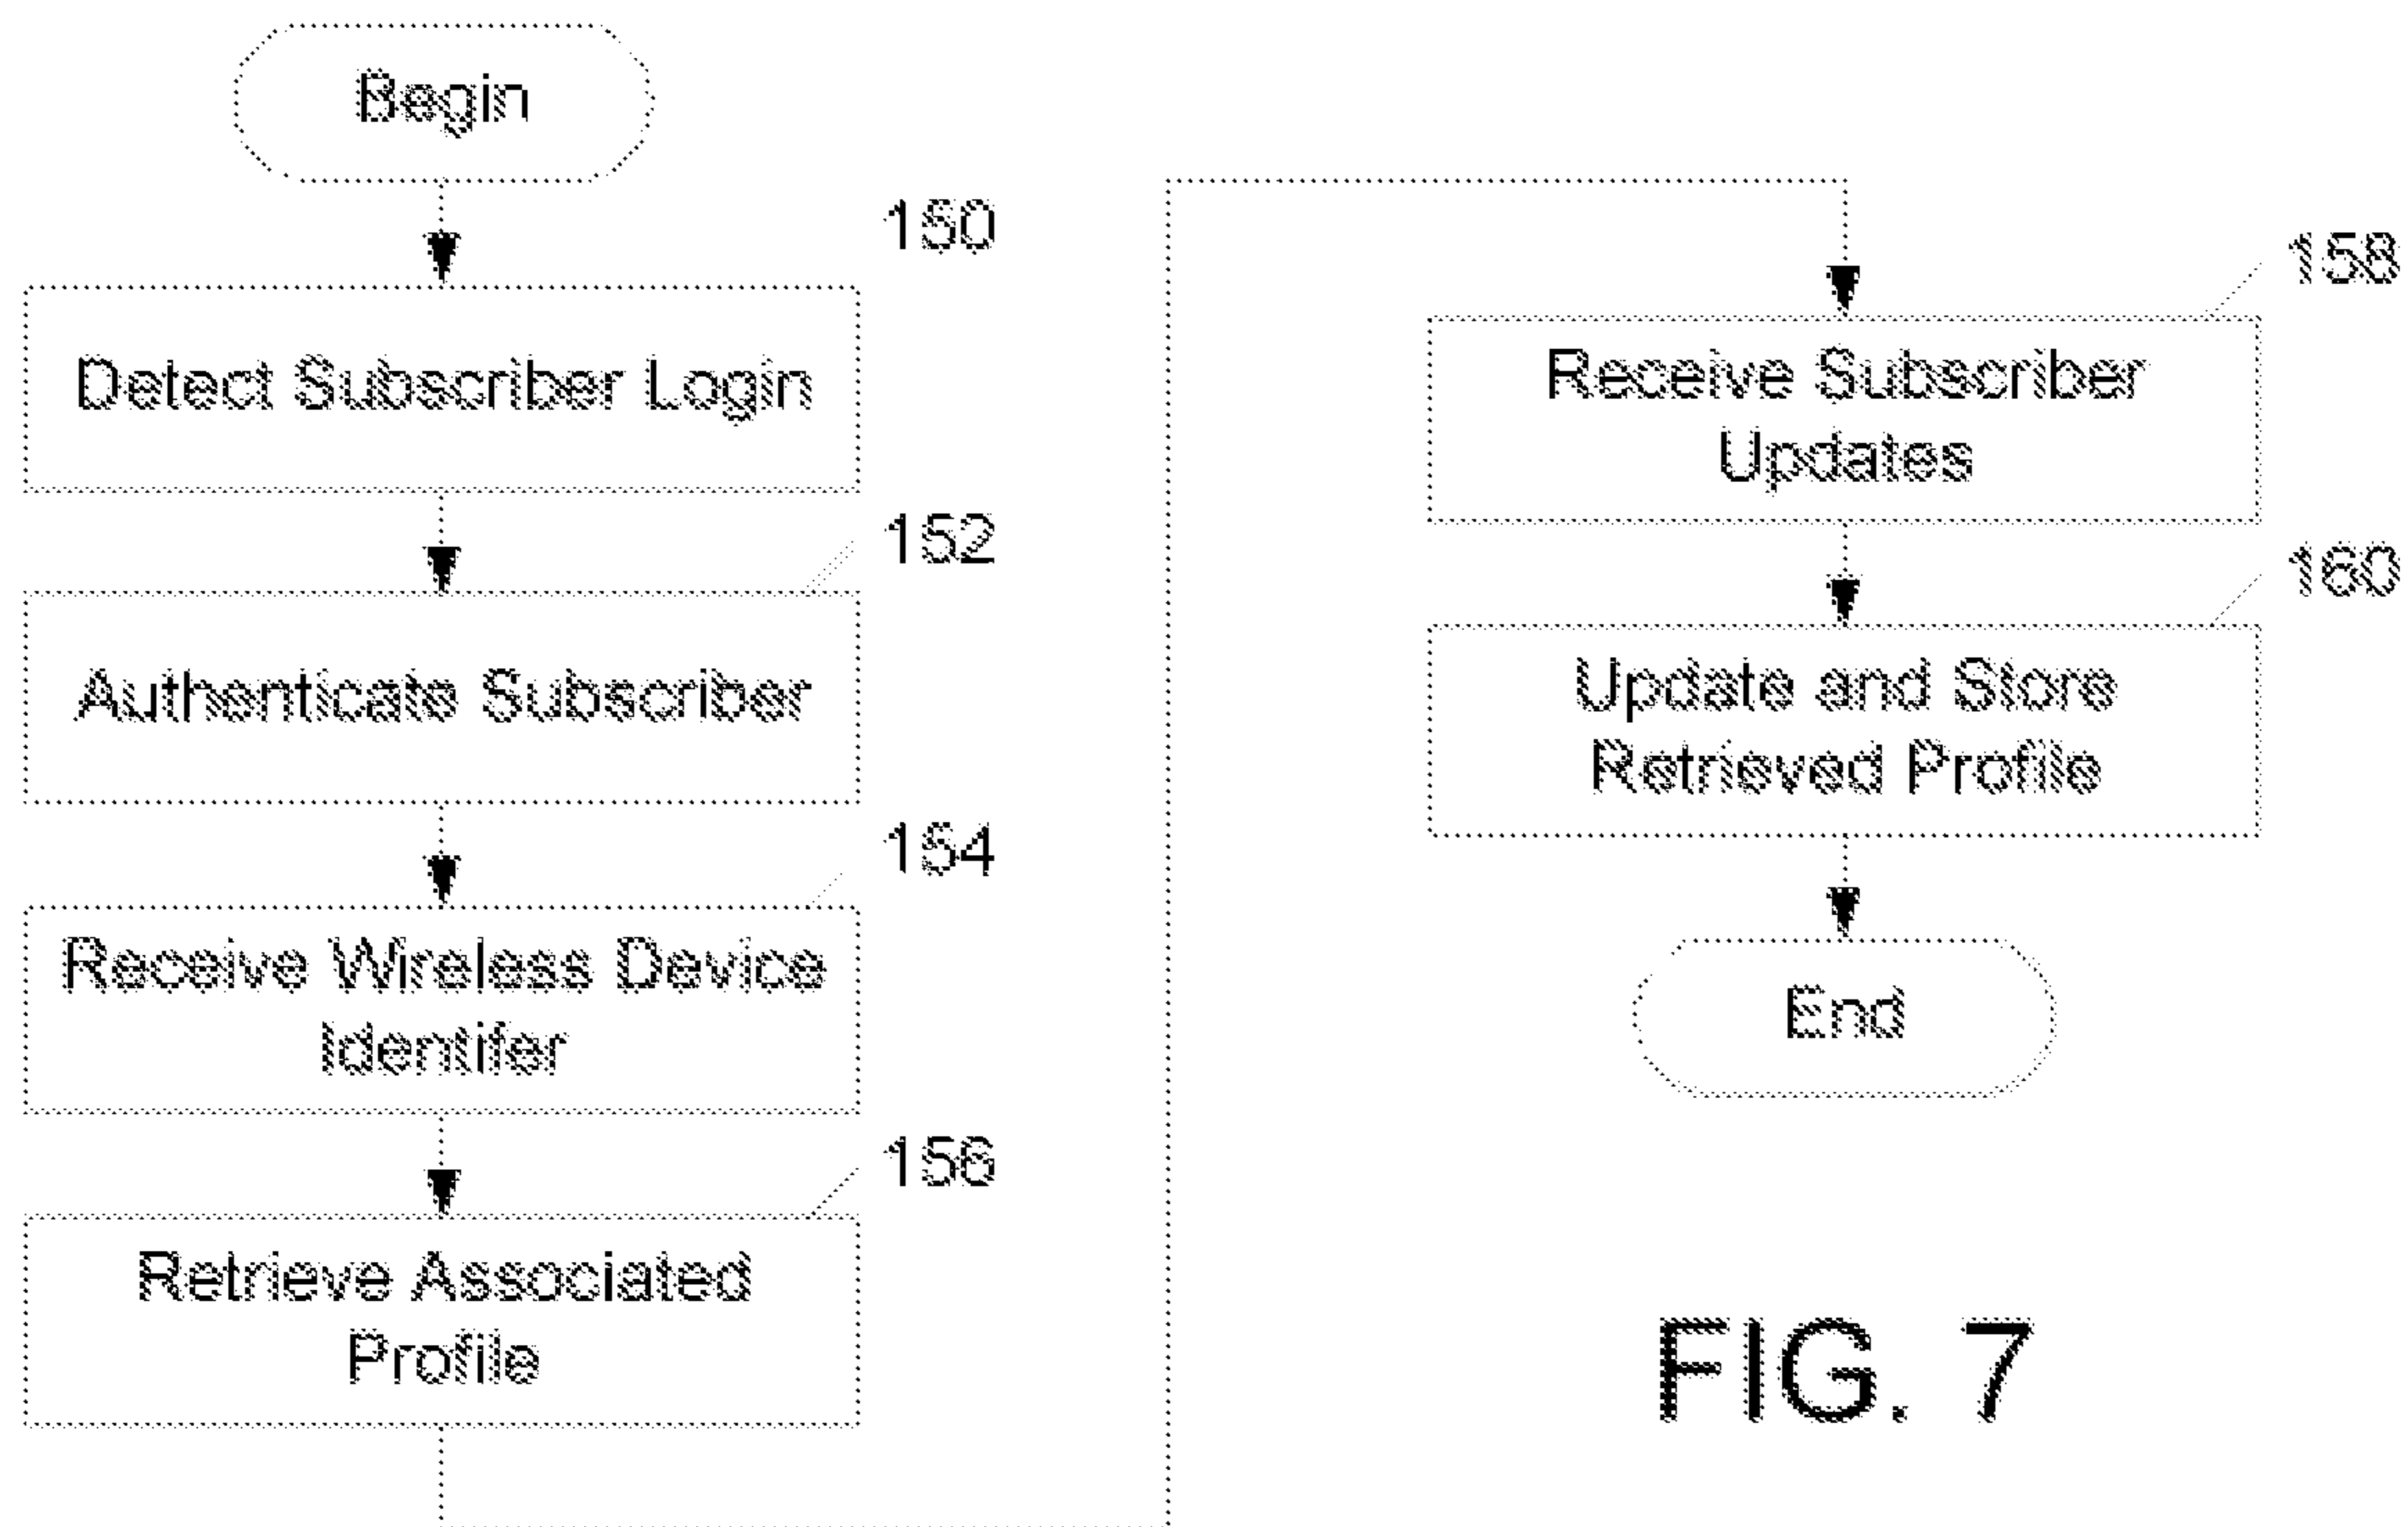 Begin
150
Detect Subscriber Login
152
Authenticate Subscriber
154
Receive Wireless Device
Identifer
156
Retrieve Associated
Profile
158
Receive Subscriber
Updates
160
Update and Store
Retrieved Profile
End
FIG. 7